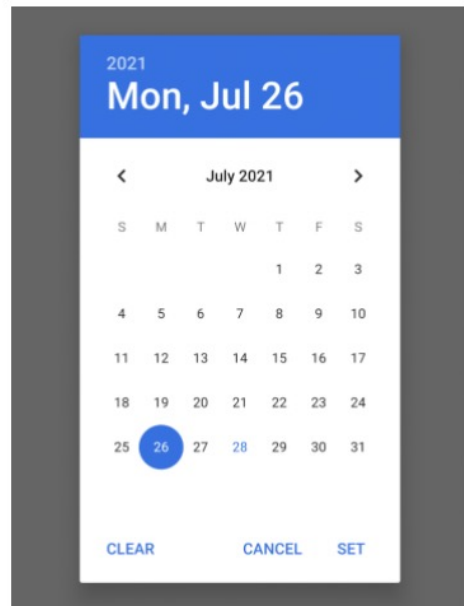 2021
Mon, Jul 26
July 2021
S M T W T F S
1 2 3
4 5 6 7 8 9 10
11 12 13 14 15 16 17
18 19 20 21 22 23 24
25 26 27 28 29 30 31
CLEAR CANCEL SET